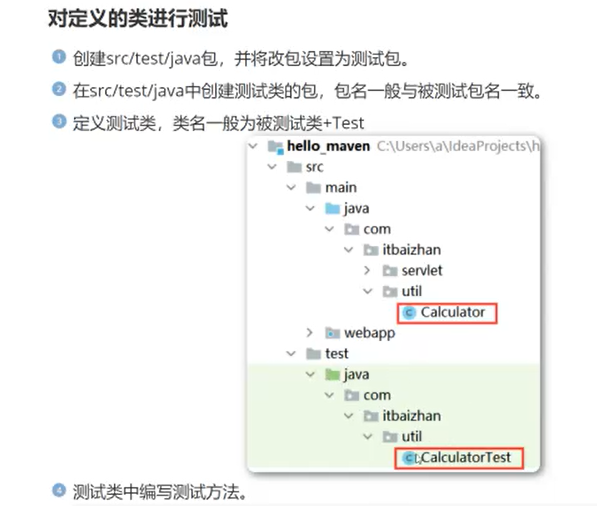 对定义的类进行测试
1 创建src/test/java包，并将改包设置为测试包。
2 在src/test/java中创建测试类的包，包名一般与被测试包名一致。
3 定义测试类，类名一般为被测试类+Test
hello_maven C:\Users\a\IdeaProjects\h
src
main
java
com
itbaizhan
servlet
util
C Calculator
webapp
test
java
com
itbaizhan
util
C CalculatorTest
4 测试类中编写测试方法。